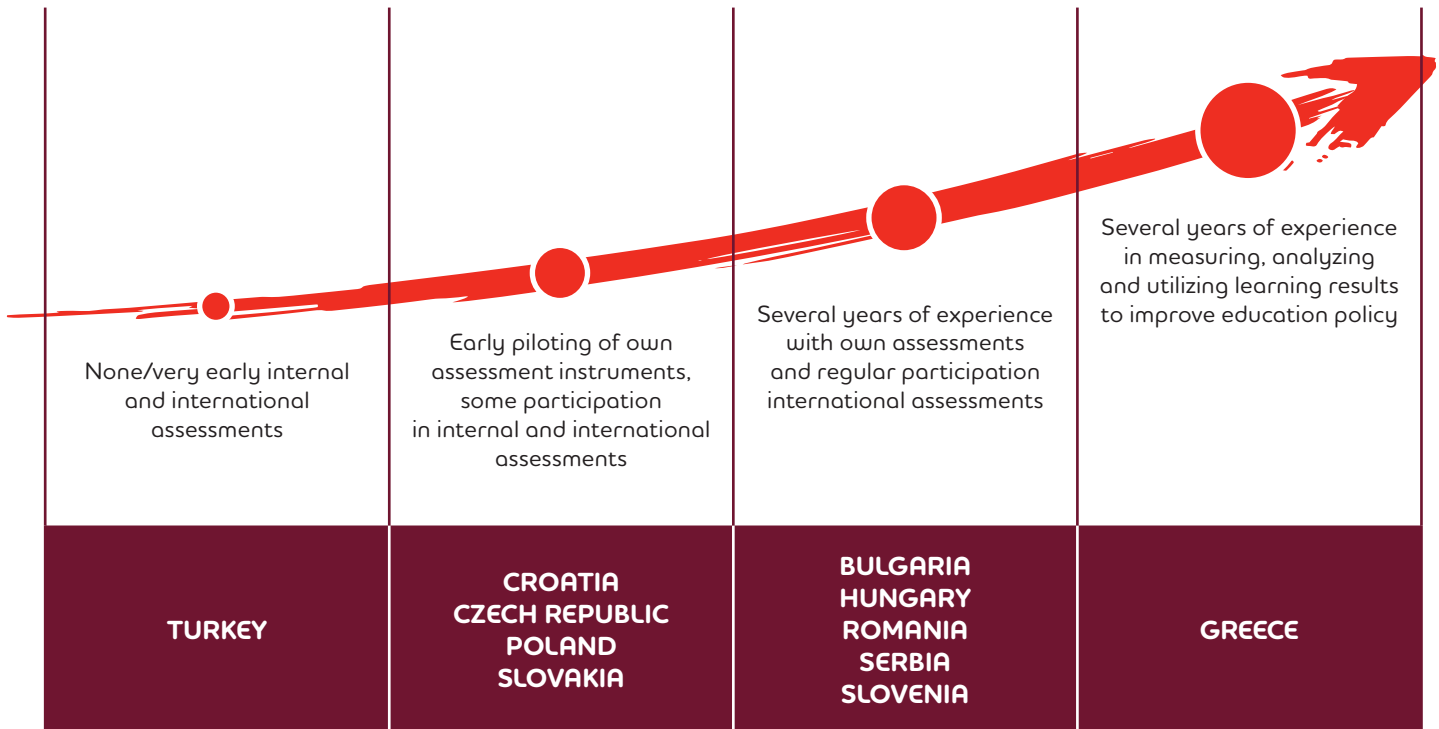 None/very early internal
and international
assessments
Early piloting of own
assessment instruments,
some participation
in internal and international
assessments
Several years of experience
with own assessments
and regular participation
international assessments
Several years of experience
in measuring, analyzing
and utilizing learning results
to improve education policy
TURKEY
CROATIA
CZECH REPUBLIC
POLAND
SLOVAKIA
BULGARIA
HUNGARY
ROMANIA
SERBIA
SLOVENIA
GREECE